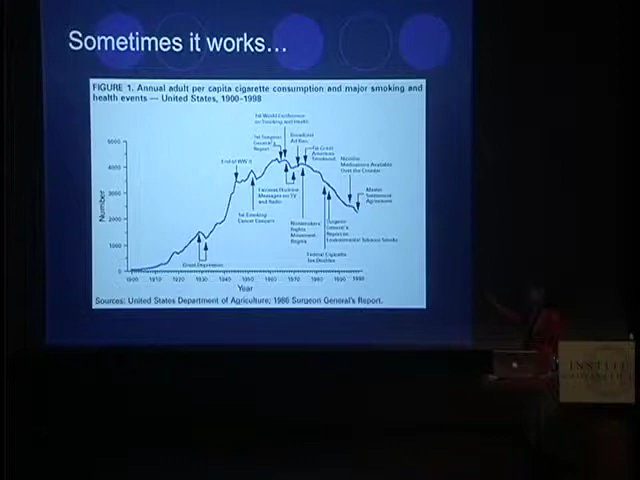 Sometimes it works...
FIGURE 1. Annual adult per capita cigarette consumption and major smoking and
health events — United States, 1900–1998
1st World Conference
on Smoking and Health
Broadcast
Ad Ban
1st Surgeon
General's
Report
1st Great
American
Smokeout
Nicotine
Medications Available
Over the Counter
End of WW II
Master
Settlement
Agreement
Fairness Doctrine
Messages on TV
and Radio
1st Smoking
Cancer Concern
Nonsmokers
Rights
Movement
Begins
Surgeon
General's
Report on
Environmental Tobacco Smoke
Federal Cigarette
Tax Doubles
Great Depression
Number
5000
4000
3000
2000
1000
0
1900 1910 1920 1930 1940 1950 1960 1970 1980 1990 1998
Year
Sources: United States Department of Agriculture; 1986 Surgeon General's Report.